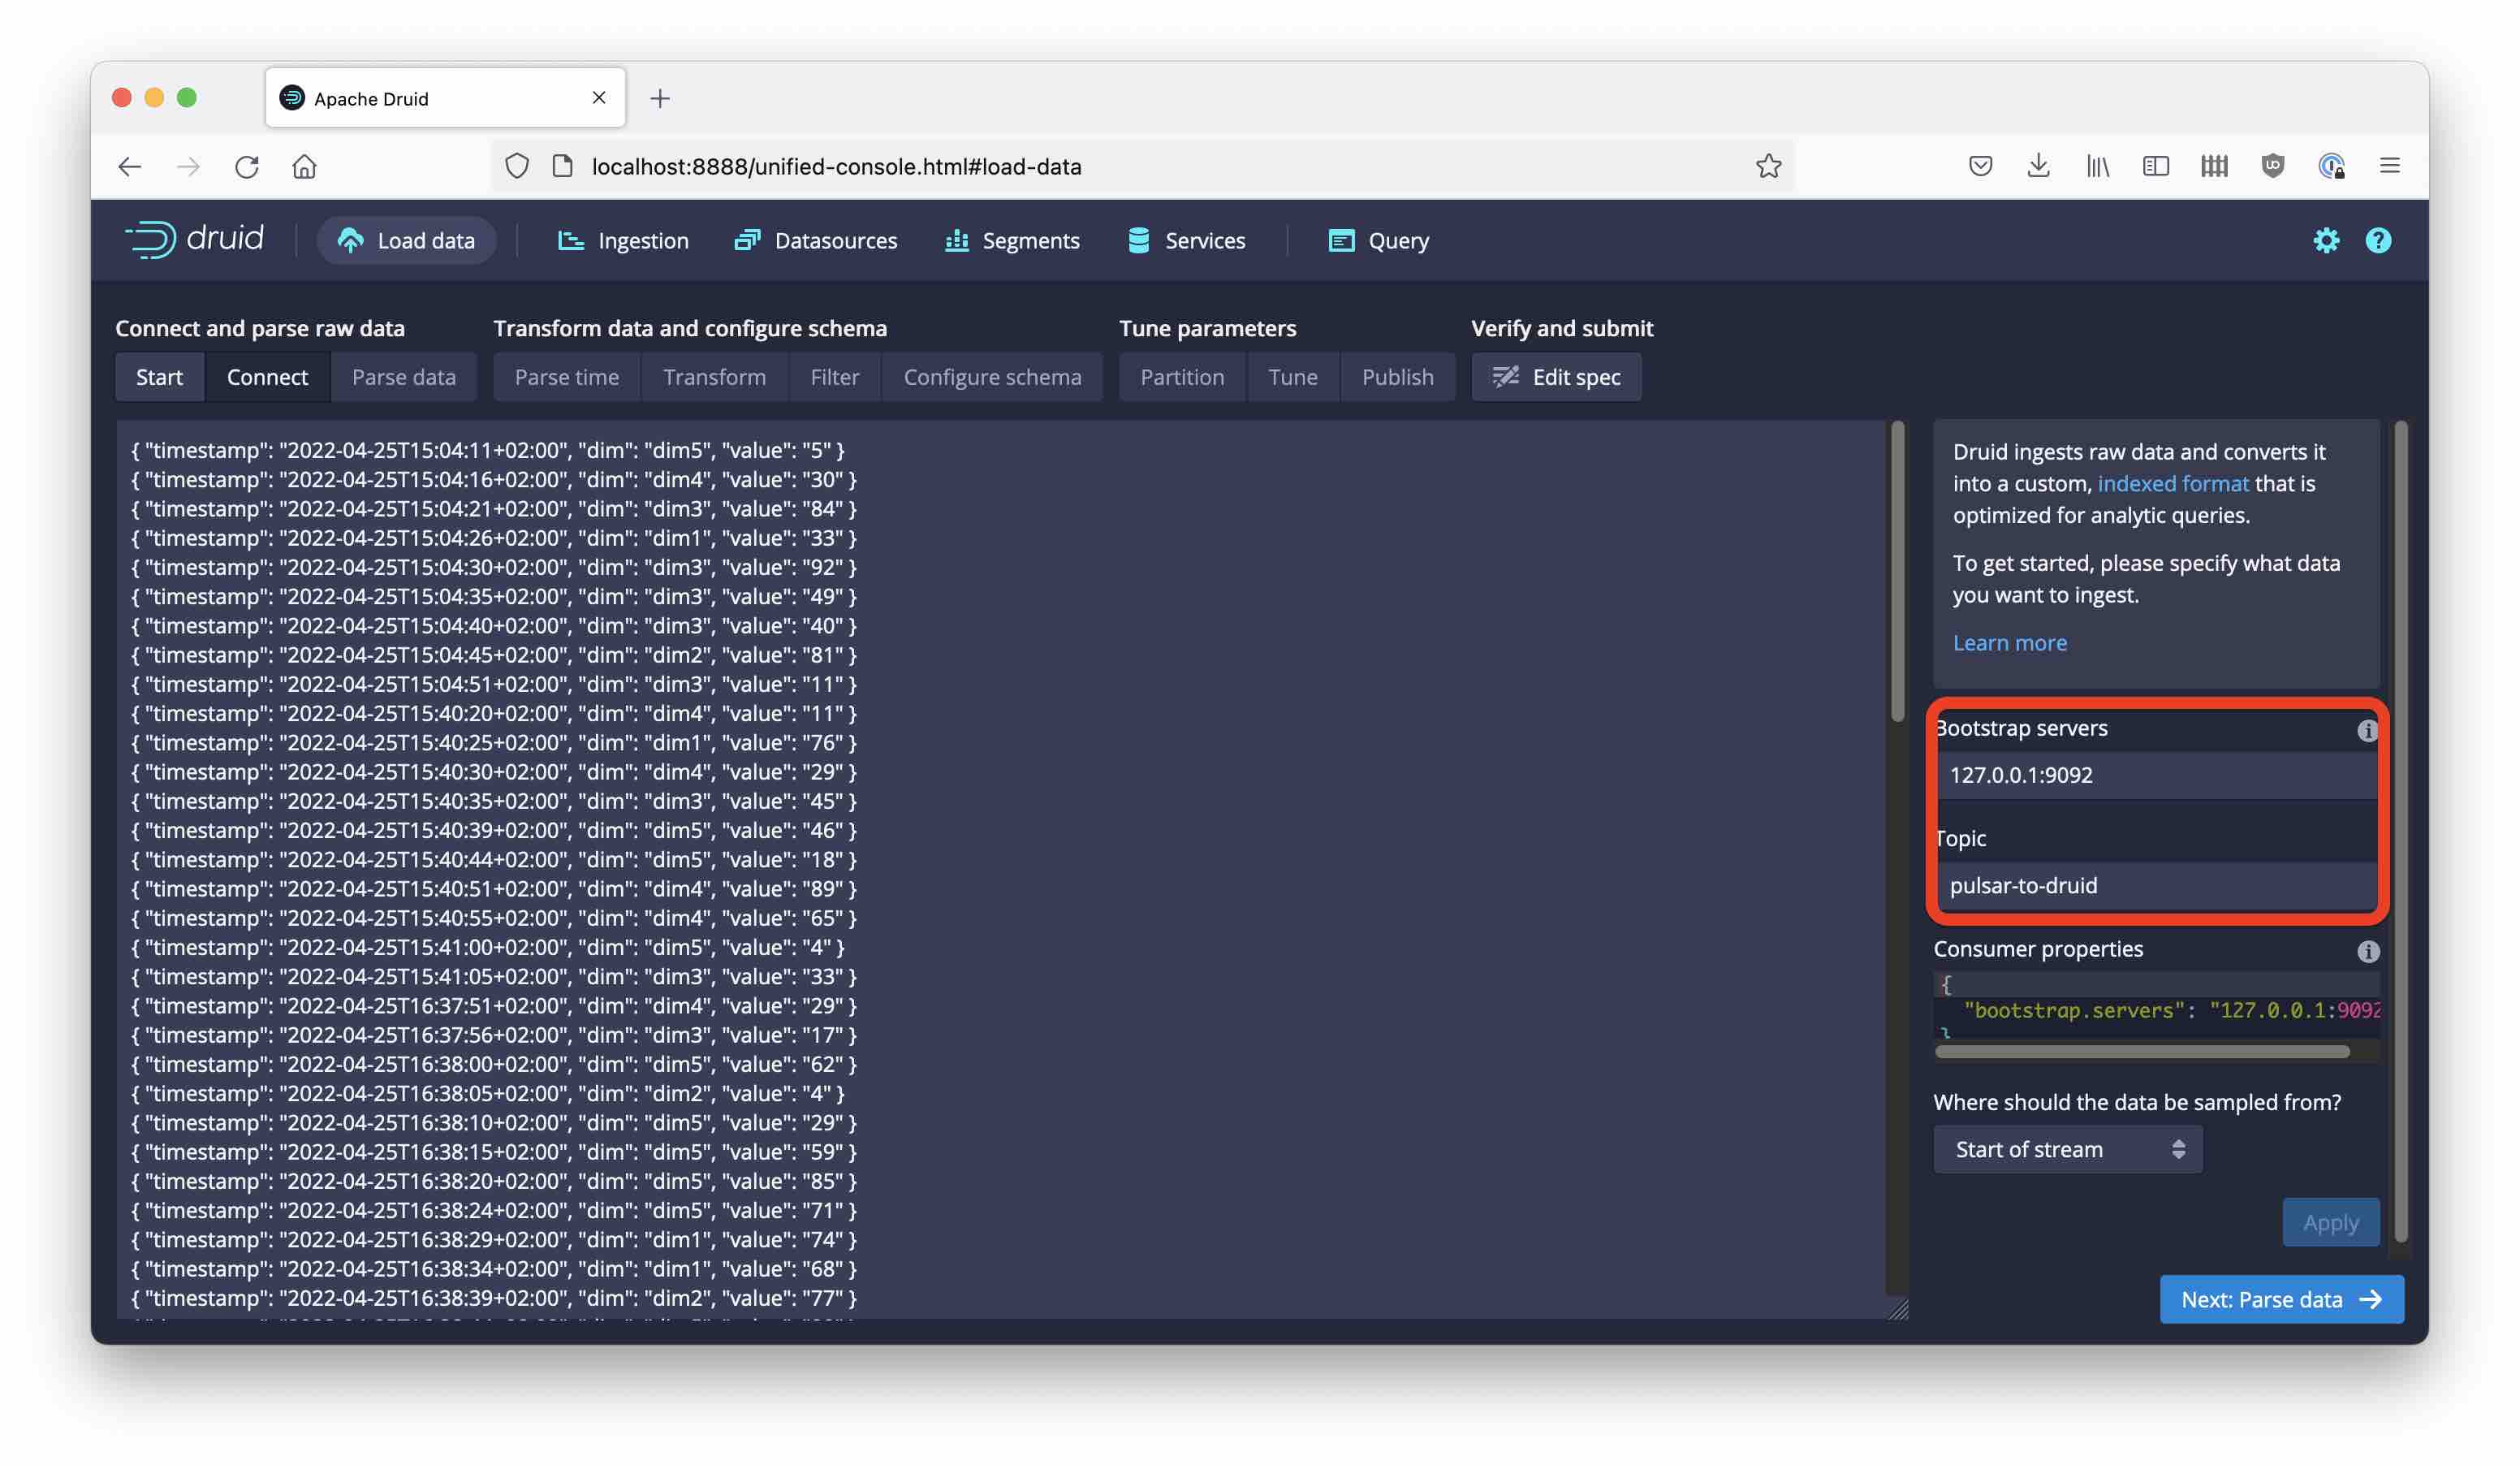 Apache Druid
localhost:8888/unified-console.html#load-data
druid
Load data
Ingestion
Datasources
Segments
Services
Query
Connect and parse raw data
Transform data and configure schema
Tune parameters
Verify and submit
Start
Connect
Parse data
Parse time
Transform
Filter
Configure schema
Partition
Tune
Publish
Edit spec
{ "timestamp": "2022-04-25T15:04:11+02:00", "dim": "dim5", "value": "5" }
{ "timestamp": "2022-04-25T15:04:16+02:00", "dim": "dim4", "value": "30" }
{ "timestamp": "2022-04-25T15:04:21+02:00", "dim": "dim3", "value": "84" }
{ "timestamp": "2022-04-25T15:04:26+02:00", "dim": "dim1", "value": "33" }
{ "timestamp": "2022-04-25T15:04:30+02:00", "dim": "dim3", "value": "92" }
{ "timestamp": "2022-04-25T15:04:35+02:00", "dim": "dim3", "value": "49" }
{ "timestamp": "2022-04-25T15:04:40+02:00", "dim": "dim3", "value": "40" }
{ "timestamp": "2022-04-25T15:04:45+02:00", "dim": "dim2", "value": "81" }
{ "timestamp": "2022-04-25T15:04:51+02:00", "dim": "dim3", "value": "11" }
{ "timestamp": "2022-04-25T15:40:20+02:00", "dim": "dim4", "value": "11" }
{ "timestamp": "2022-04-25T15:40:25+02:00", "dim": "dim1", "value": "76" }
{ "timestamp": "2022-04-25T15:40:30+02:00", "dim": "dim4", "value": "29" }
{ "timestamp": "2022-04-25T15:40:35+02:00", "dim": "dim3", "value": "45" }
{ "timestamp": "2022-04-25T15:40:39+02:00", "dim": "dim5", "value": "46" }
{ "timestamp": "2022-04-25T15:40:44+02:00", "dim": "dim5", "value": "18" }
{ "timestamp": "2022-04-25T15:40:51+02:00", "dim": "dim4", "value": "89" }
{ "timestamp": "2022-04-25T15:40:55+02:00", "dim": "dim4", "value": "65" }
{ "timestamp": "2022-04-25T15:41:00+02:00", "dim": "dim5", "value": "4" }
{ "timestamp": "2022-04-25T15:41:05+02:00", "dim": "dim3", "value": "33" }
{ "timestamp": "2022-04-25T16:37:51+02:00", "dim": "dim4", "value": "29" }
{ "timestamp": "2022-04-25T16:37:56+02:00", "dim": "dim3", "value": "17" }
{ "timestamp": "2022-04-25T16:38:00+02:00", "dim": "dim5", "value": "62" }
{ "timestamp": "2022-04-25T16:38:05+02:00", "dim": "dim2", "value": "4" }
{ "timestamp": "2022-04-25T16:38:10+02:00", "dim": "dim5", "value": "29" }
{ "timestamp": "2022-04-25T16:38:15+02:00", "dim": "dim5", "value": "59" }
{ "timestamp": "2022-04-25T16:38:20+02:00", "dim": "dim5", "value": "85" }
{ "timestamp": "2022-04-25T16:38:24+02:00", "dim": "dim5", "value": "71" }
{ "timestamp": "2022-04-25T16:38:29+02:00", "dim": "dim1", "value": "74" }
{ "timestamp": "2022-04-25T16:38:34+02:00", "dim": "dim1", "value": "68" }
{ "timestamp": "2022-04-25T16:38:39+02:00", "dim": "dim2", "value": "77" }
Druid ingests raw data and converts it
into a custom, indexed format that is
optimized for analytic queries.
To get started, please specify what data
you want to ingest.
Learn more
Bootstrap servers
127.0.0.1:9092
Topic
pulsar-to-druid
Consumer properties
{
"bootstrap.servers": "127.0.0.1:9092
}
Where should the data be sampled from?
Start of stream
Apply
Next: Parse data